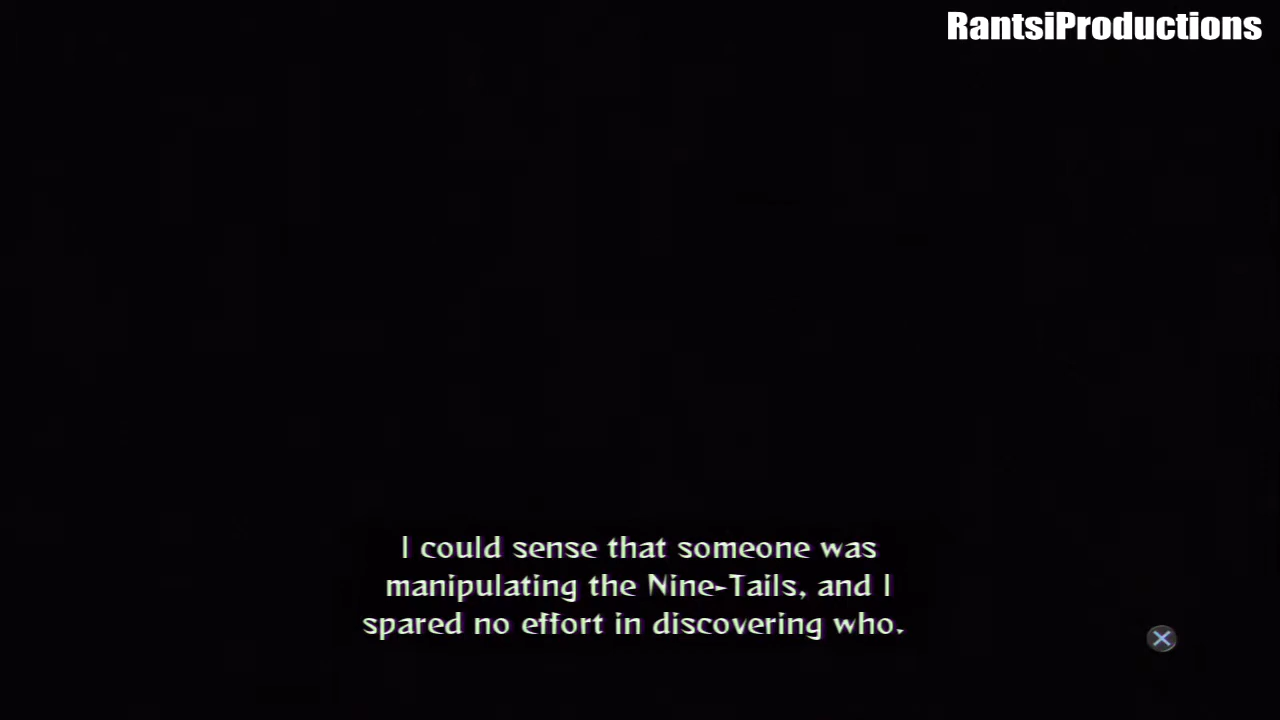 RantsiProductions
I could sense that someone was
manipulating the Nine-Tails, and I
spared no effort in discovering who.